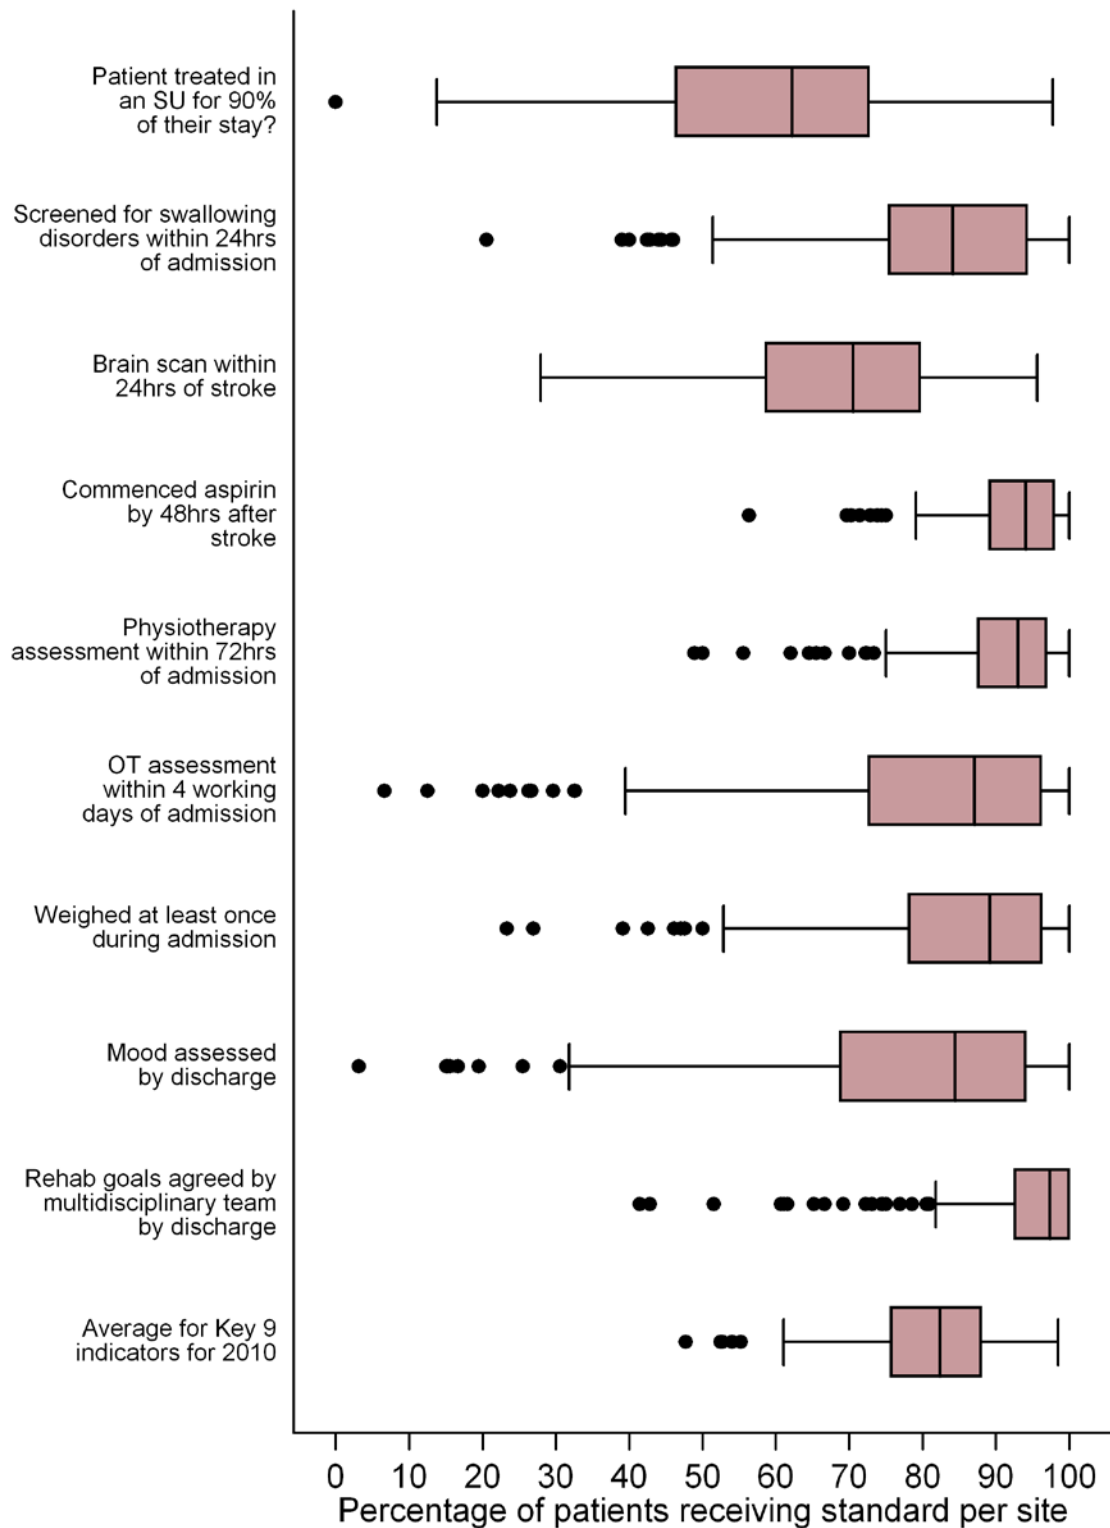 Patient treated in
an SU for 90%
of their stay?
Screened for swallowing
disorders within 24hrs
of admission
Brain scan within
24hrs of stroke
Commenced aspirin
by 48hrs after
stroke
Physiotherapy
assessment within 72hrs
of admission
OT assessment
within 4 working
days of admission
Weighed at least once
during admission
Mood assessed
by discharge
Rehab goals agreed by
multidisciplinary team
by discharge
Average for Key 9
indicators for 2010
0 10 20 30 40 50 60 70 80 90 100
Percentage of patients receiving standard per site